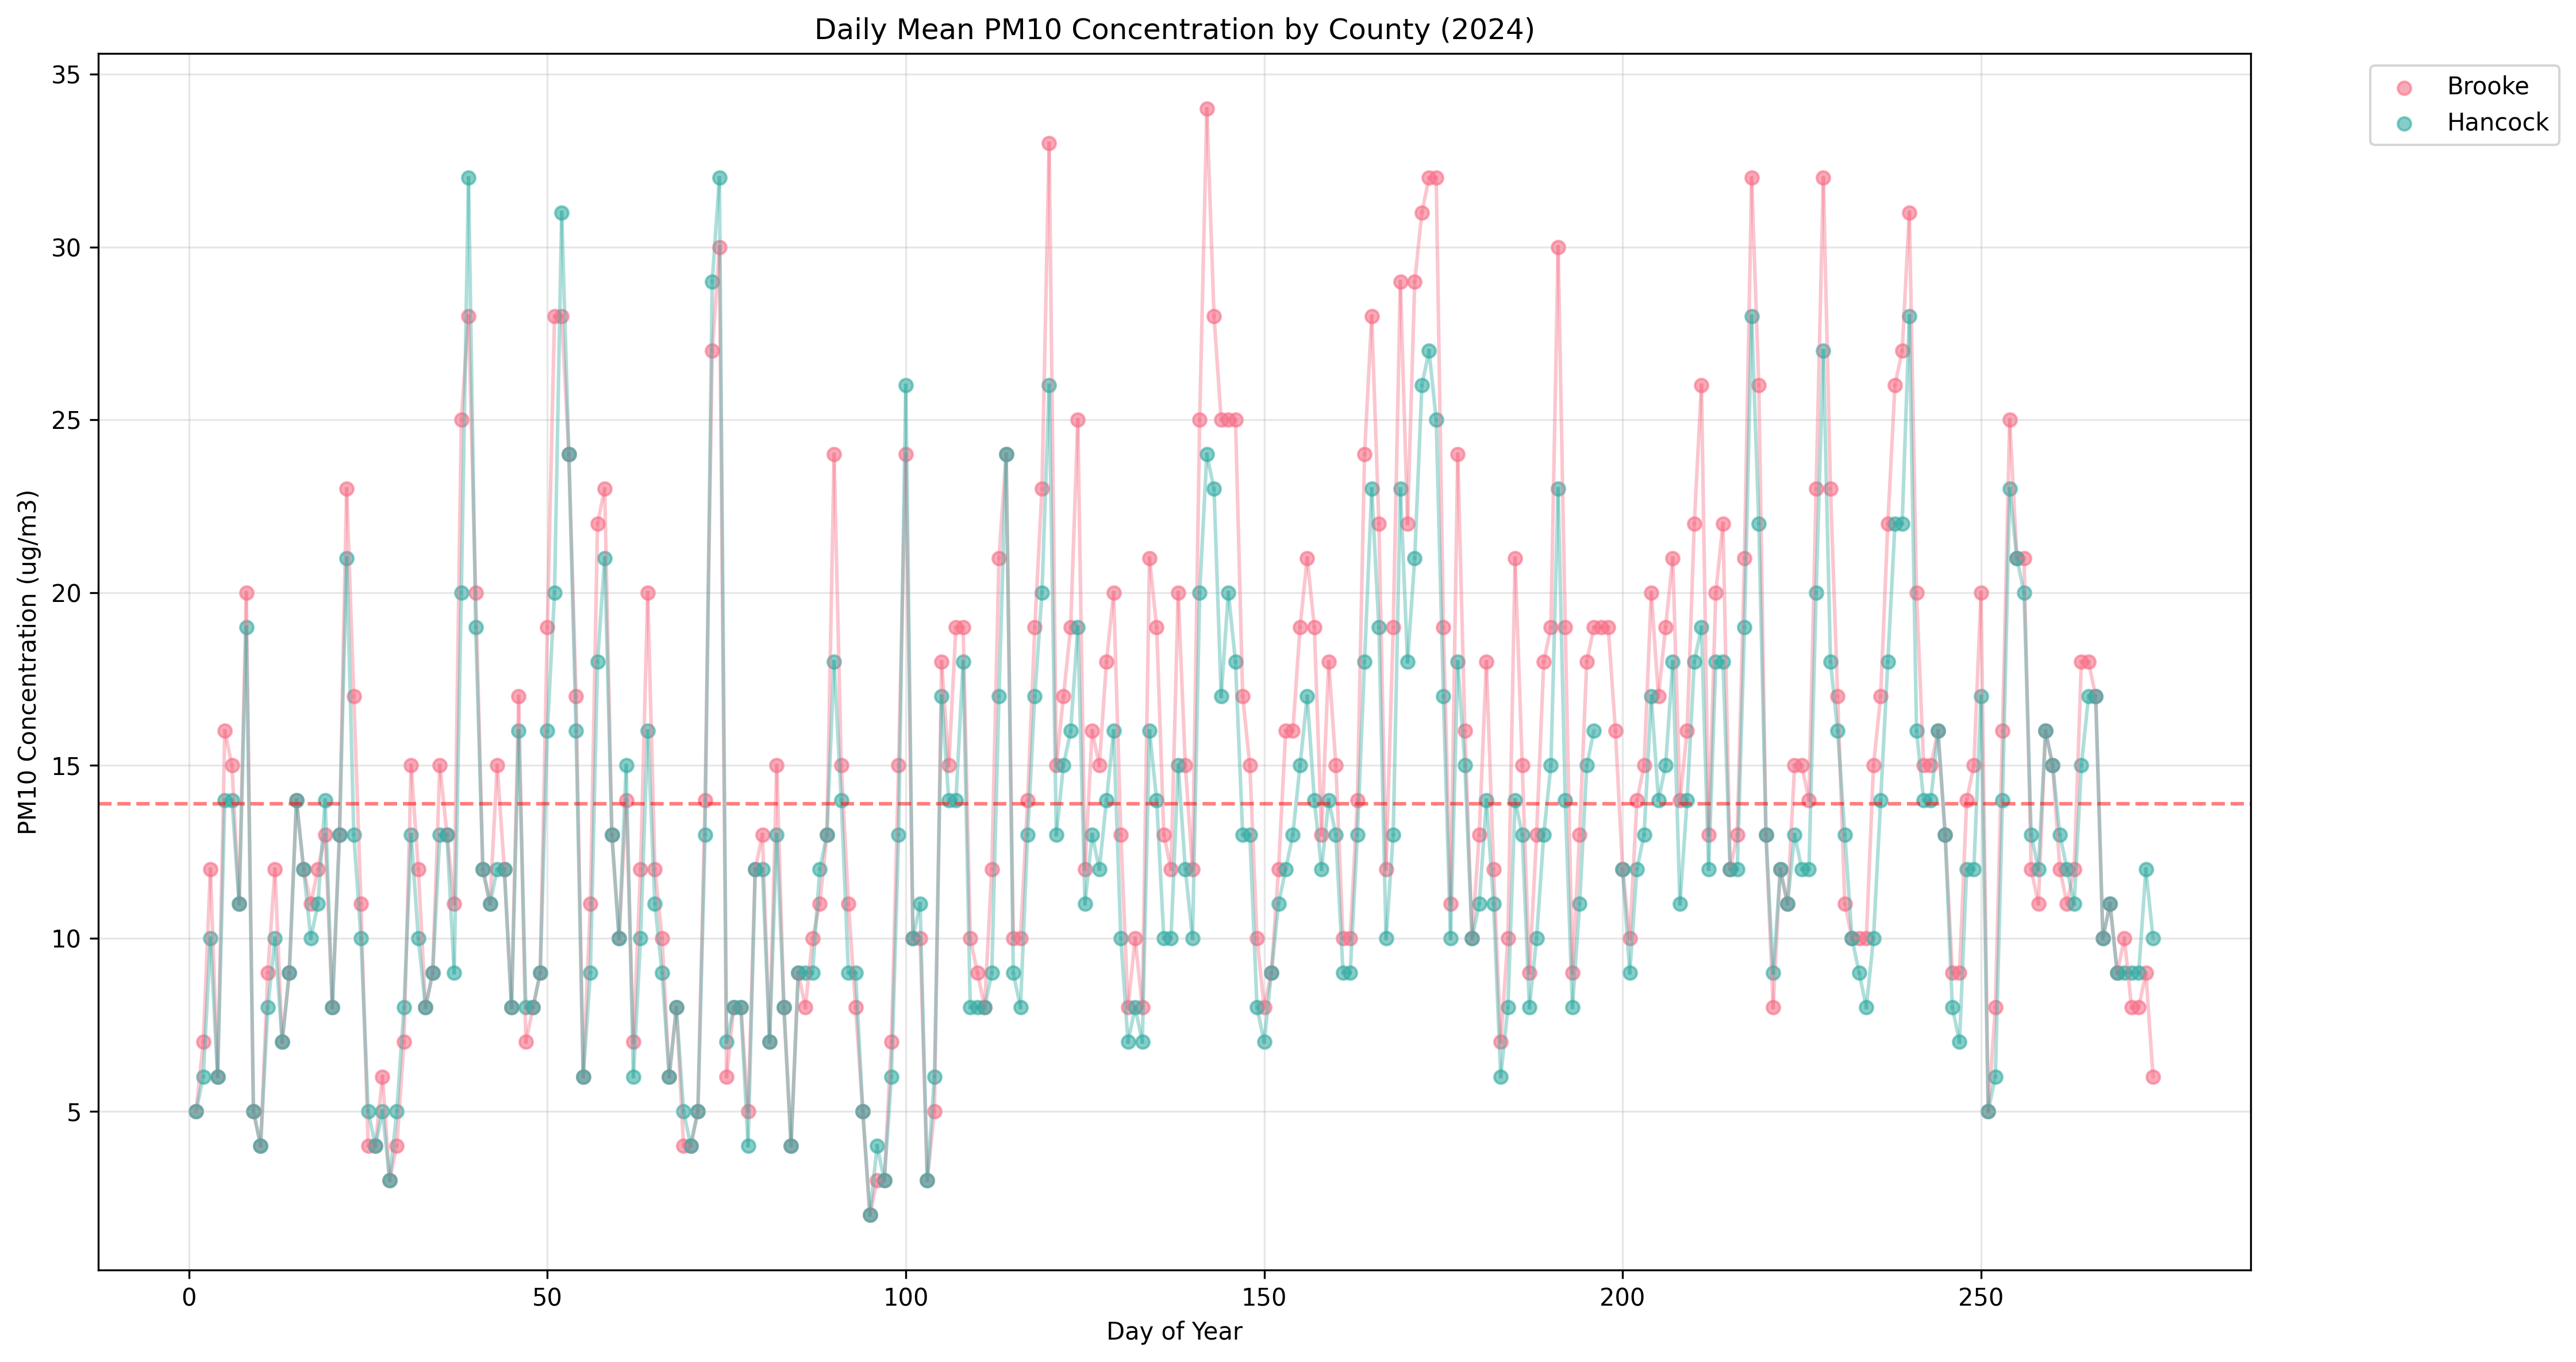 Daily Mean PM10 Concentration by County (2024)
Brooke
Hancock
PM10 Concentration (ug/m3)
35
30
25
20
15
10
5
0
50
100
150
200
250
Day of Year